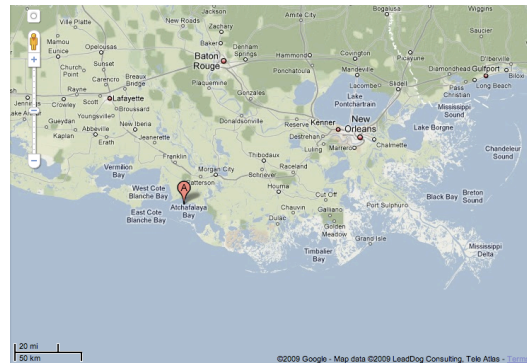 Jackson
Amite City
Bogalusa
Wiggins
Ville Platte
New Roads
Zachary
Mamou
Opelousas
Baker
Denham
Springs
Hammond
Covington
Picayune
Saucier
D'Iberville
Eunice
Church
Point
Sunset
Carencro
Breaux
Bridge
Baton
Rouge
Ponchatoula
Mandeville
Slidell
Diamondhead
Gulfport
Biloxi
Plaquemine
Lacombe
Pass
Christian
Long Beach
Rayne
Scott
Lafayette
Gonzales
Lake
Pontchartrain
Mississippi
Sound
Jennings
Crowley
Broussard
Youngsville
Donaldsonville
Reserve
Kenner
New
Orleans
Lake Borgne
Gueydan
Abbeville
New Iberia
Destrehan
Kaplan
Erath
Jeanerette
Luling
Marrero
Chalmette
Chandeleur
Sound
Franklin
Thibodaux
Vermilion
Bay
Morgan City
Raceland
Patterson
Schriever
West Cote
Blanche Bay
Houma
Cut Off
Breton
Sound
A
Atchafalaya
Bay
Chauvin
Galliano
Port Sulphur
Black Bay
East Cote
Blanche Bay
Dulac
Golden
Meadow
Grand Isle
Timbalier
Bay
Mississippi
Delta
20 mi
50 km
©2009 Google - Map data ©2009 LeadDog Consulting, Tele Atlas - Terms